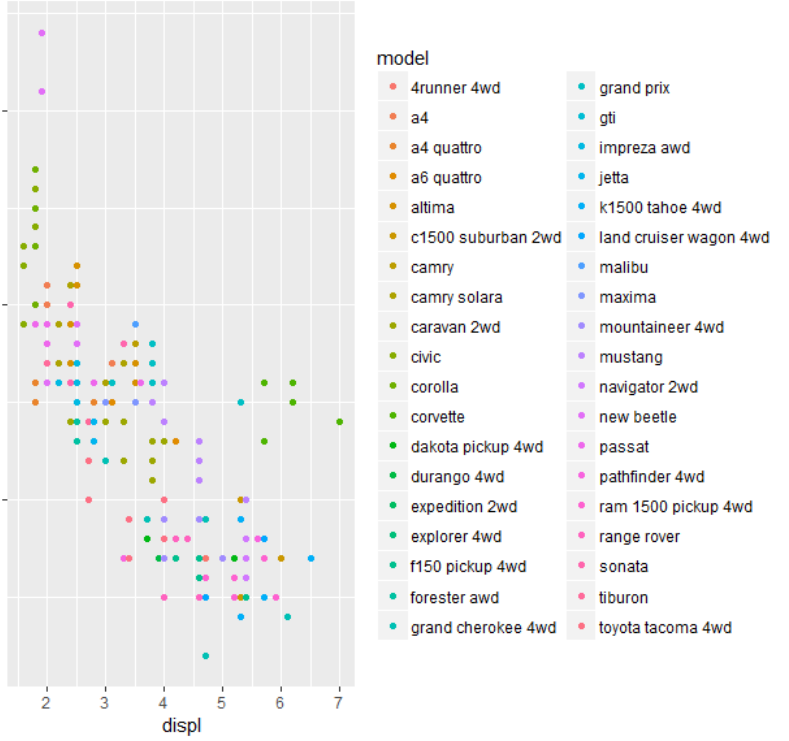 model
4runner 4wd
a4
a4 quattro
a6 quattro
altima
c1500 suburban 2wd
camry
camry solara
caravan 2wd
civic
corolla
corvette
dakota pickup 4wd
durango 4wd
expedition 2wd
explorer 4wd
f150 pickup 4wd
forester awd
grand cherokee 4wd
grand prix
gti
impreza awd
jetta
k1500 tahoe 4wd
land cruiser wagon 4wd
malibu
maxima
mountaineer 4wd
mustang
navigator 2wd
new beetle
passat
pathfinder 4wd
ram 1500 pickup 4wd
range rover
sonata
tiburon
toyota tacoma 4wd
2 3 4 5 6 7
displ